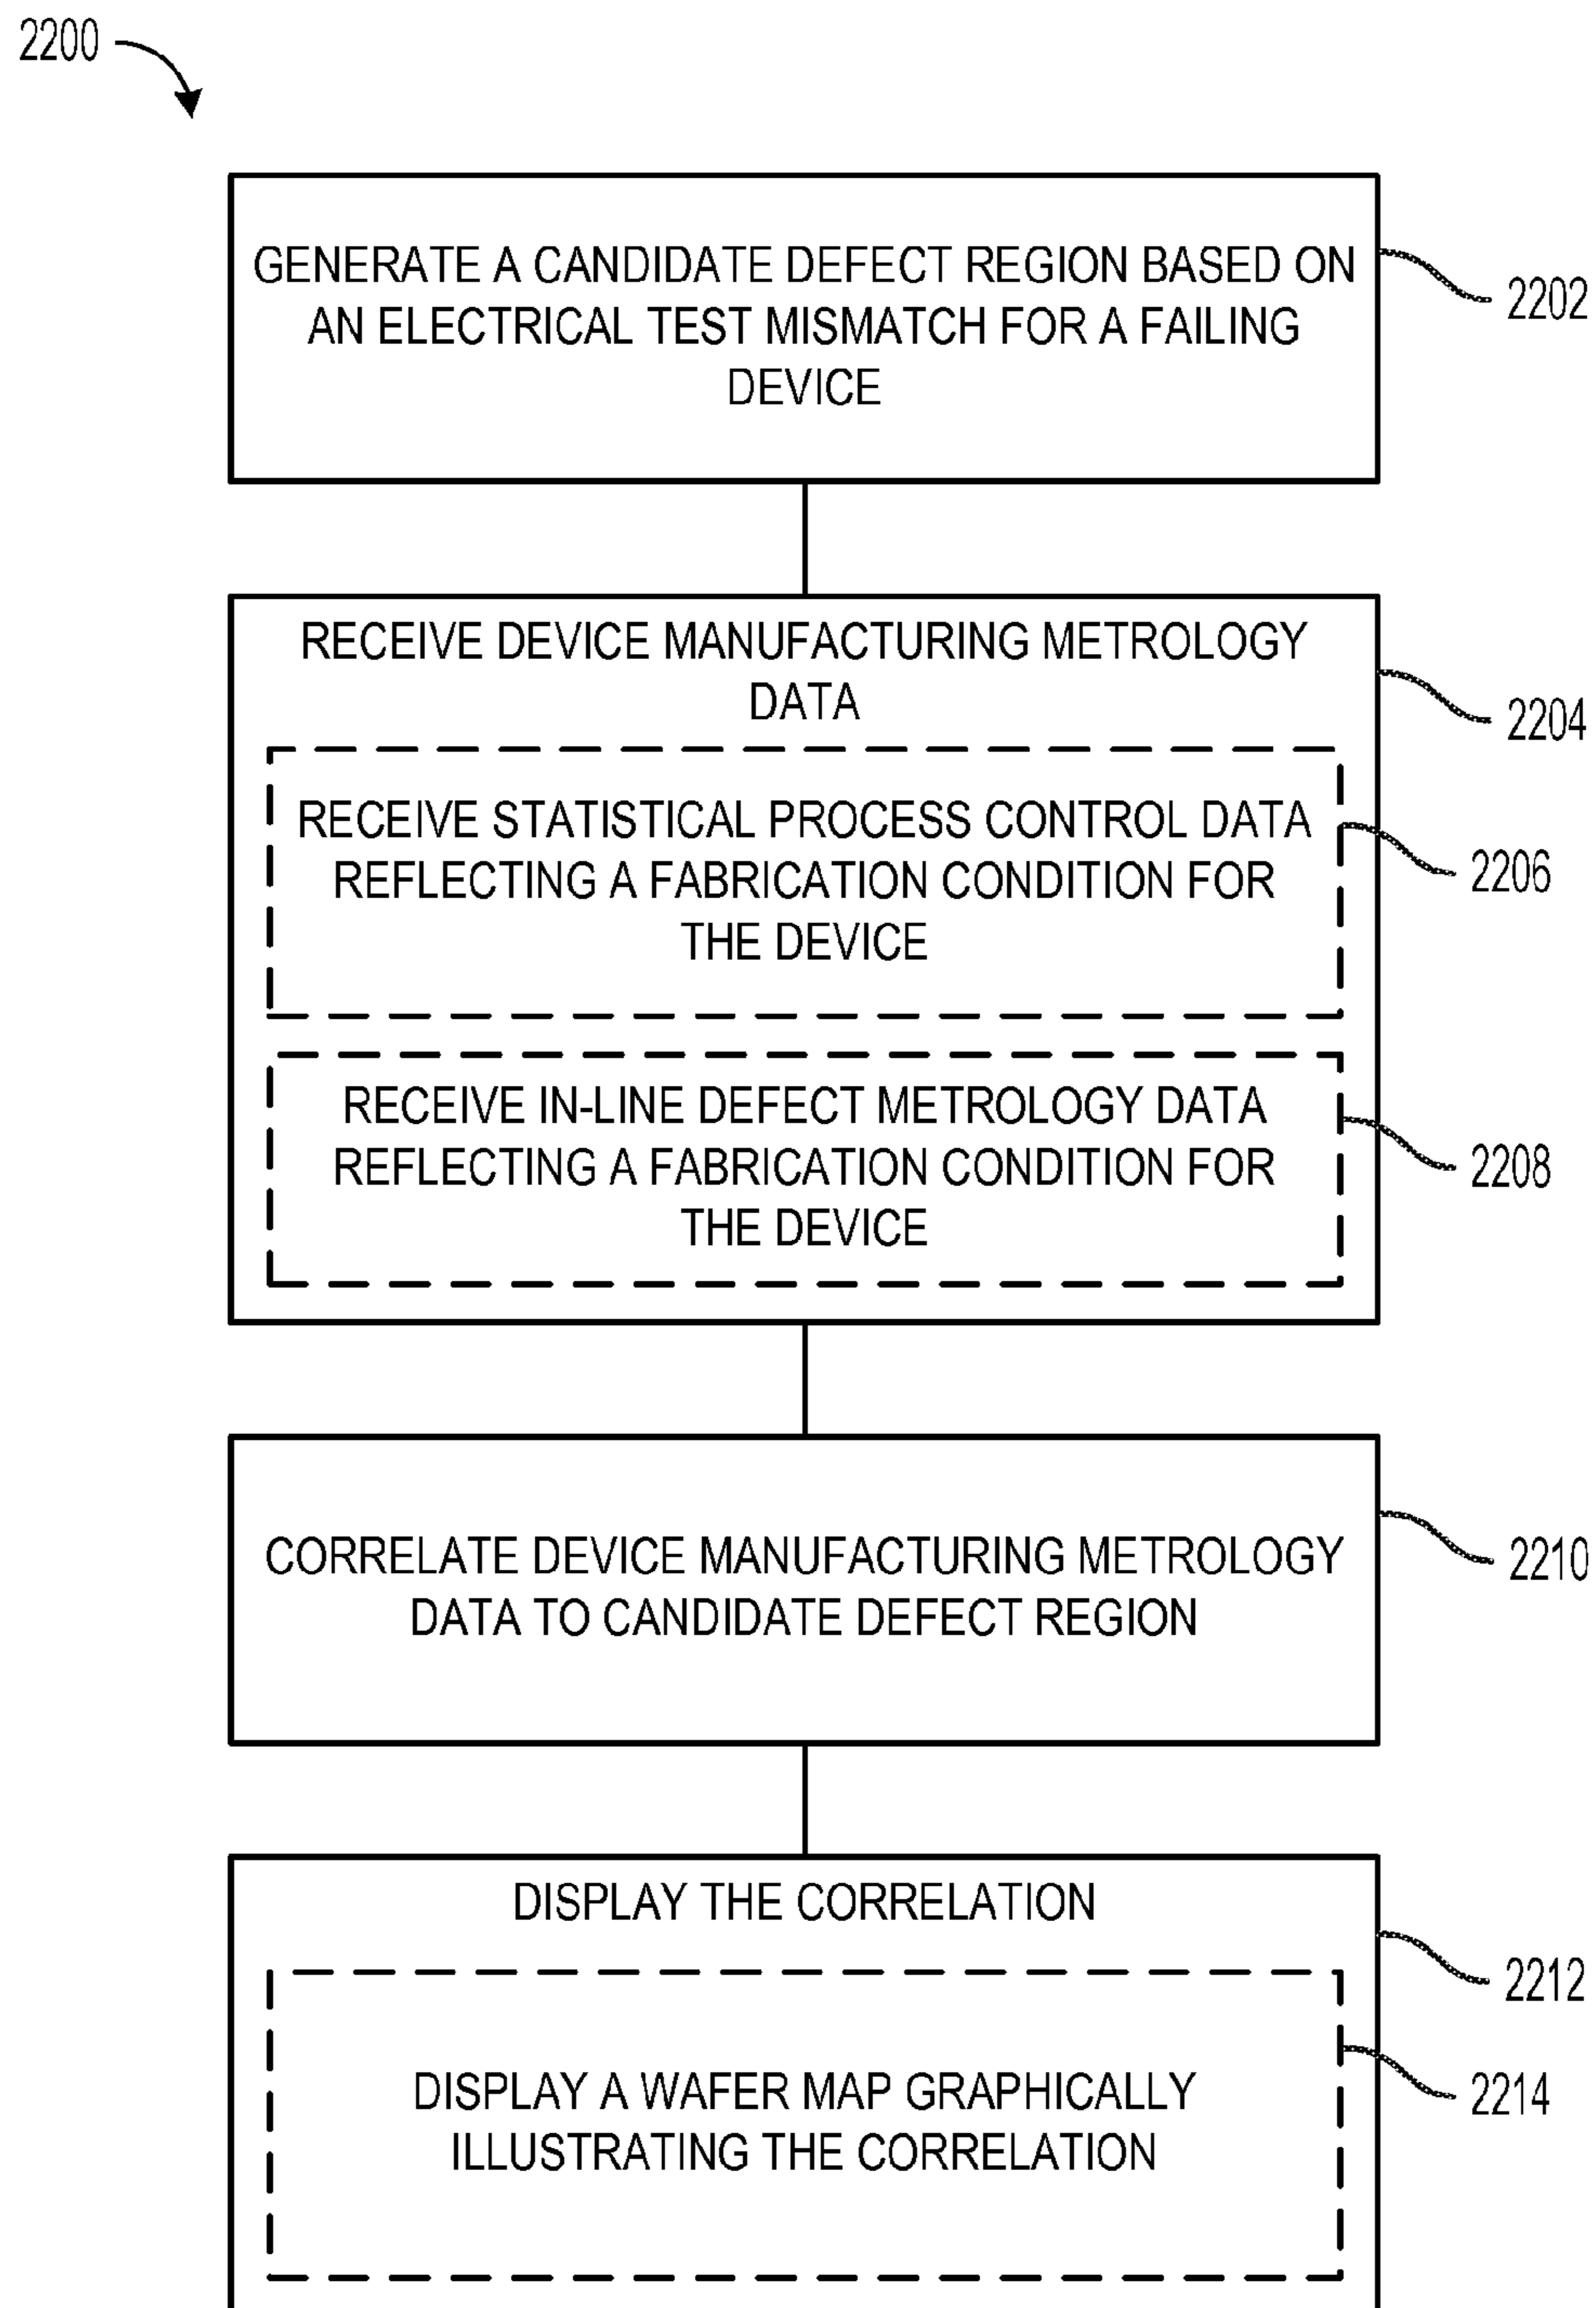 2200
GENERATE A CANDIDATE DEFECT REGION BASED ON
AN ELECTRICAL TEST MISMATCH FOR A FAILING
DEVICE
2202
RECEIVE DEVICE MANUFACTURING METROLOGY
DATA
2204
RECEIVE STATISTICAL PROCESS CONTROL DATA
REFLECTING A FABRICATION CONDITION FOR
THE DEVICE
2206
RECEIVE IN-LINE DEFECT METROLOGY DATA
REFLECTING A FABRICATION CONDITION FOR
THE DEVICE
2208
CORRELATE DEVICE MANUFACTURING METROLOGY
DATA TO CANDIDATE DEFECT REGION
2210
DISPLAY THE CORRELATION
2212
DISPLAY A WAFER MAP GRAPHICALLY
ILLUSTRATING THE CORRELATION
2214